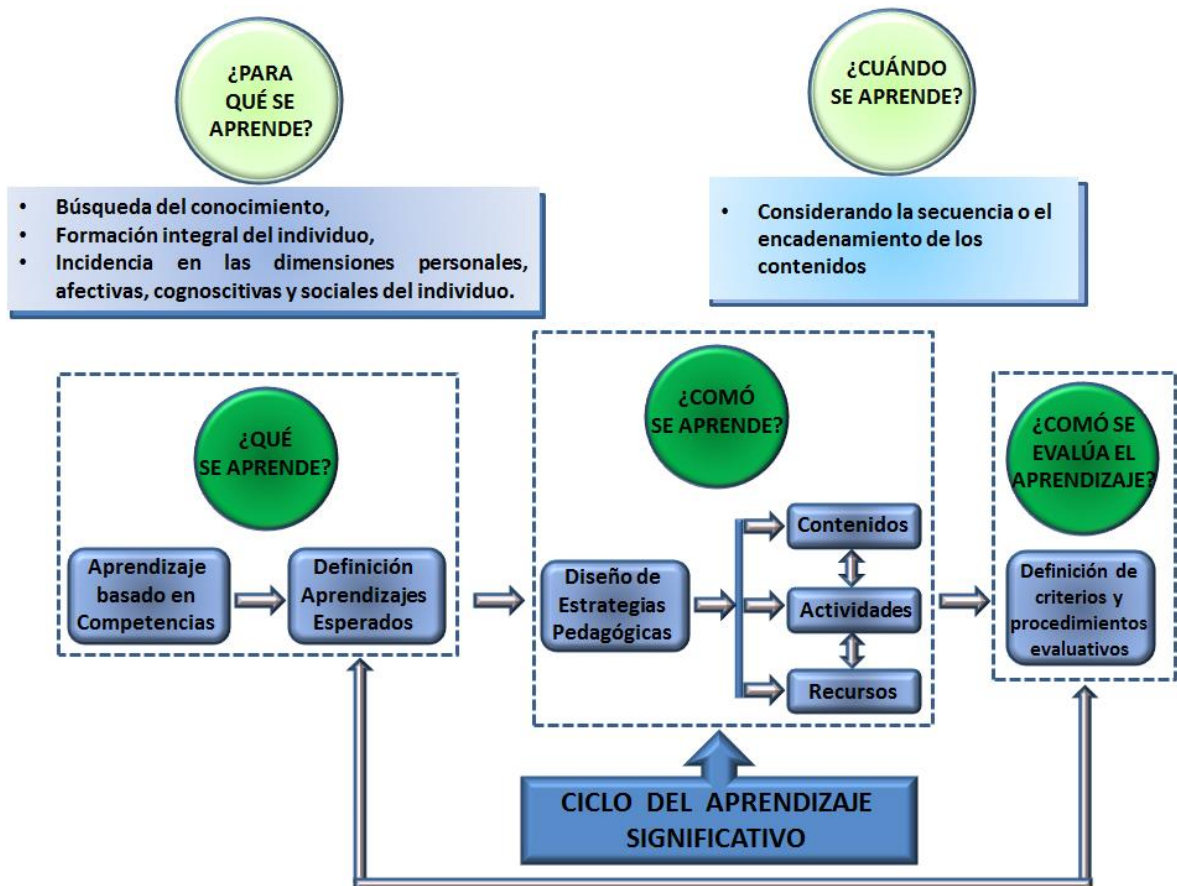 ¿PARA
QUÉ SE
APRENDE?
¿CUÁNDO
SE APRENDE?
• Búsqueda del conocimiento,
• Formación integral del individuo,
• Incidencia en las dimensiones personales,
afectivas, cognoscitivas y sociales del individuo.
• Considerando la secuencia o el
encadenamiento de los
contenidos
¿QUÉ
SE APRENDE?
Aprendizaje
basado en
Competencias
Definición
Aprendizajes
Esperados
¿COMÓ
SE APRENDE?
Diseño de
Estrategias
Pedagógicas
Contenidos
Actividades
Recursos
¿COMÓ SE
EVALÚA EL
APRENDIZAJE?
Definición de
criterios y
procedimientos
evaluativos
CICLO DEL APRENDIZAJE
SIGNIFICATIVO